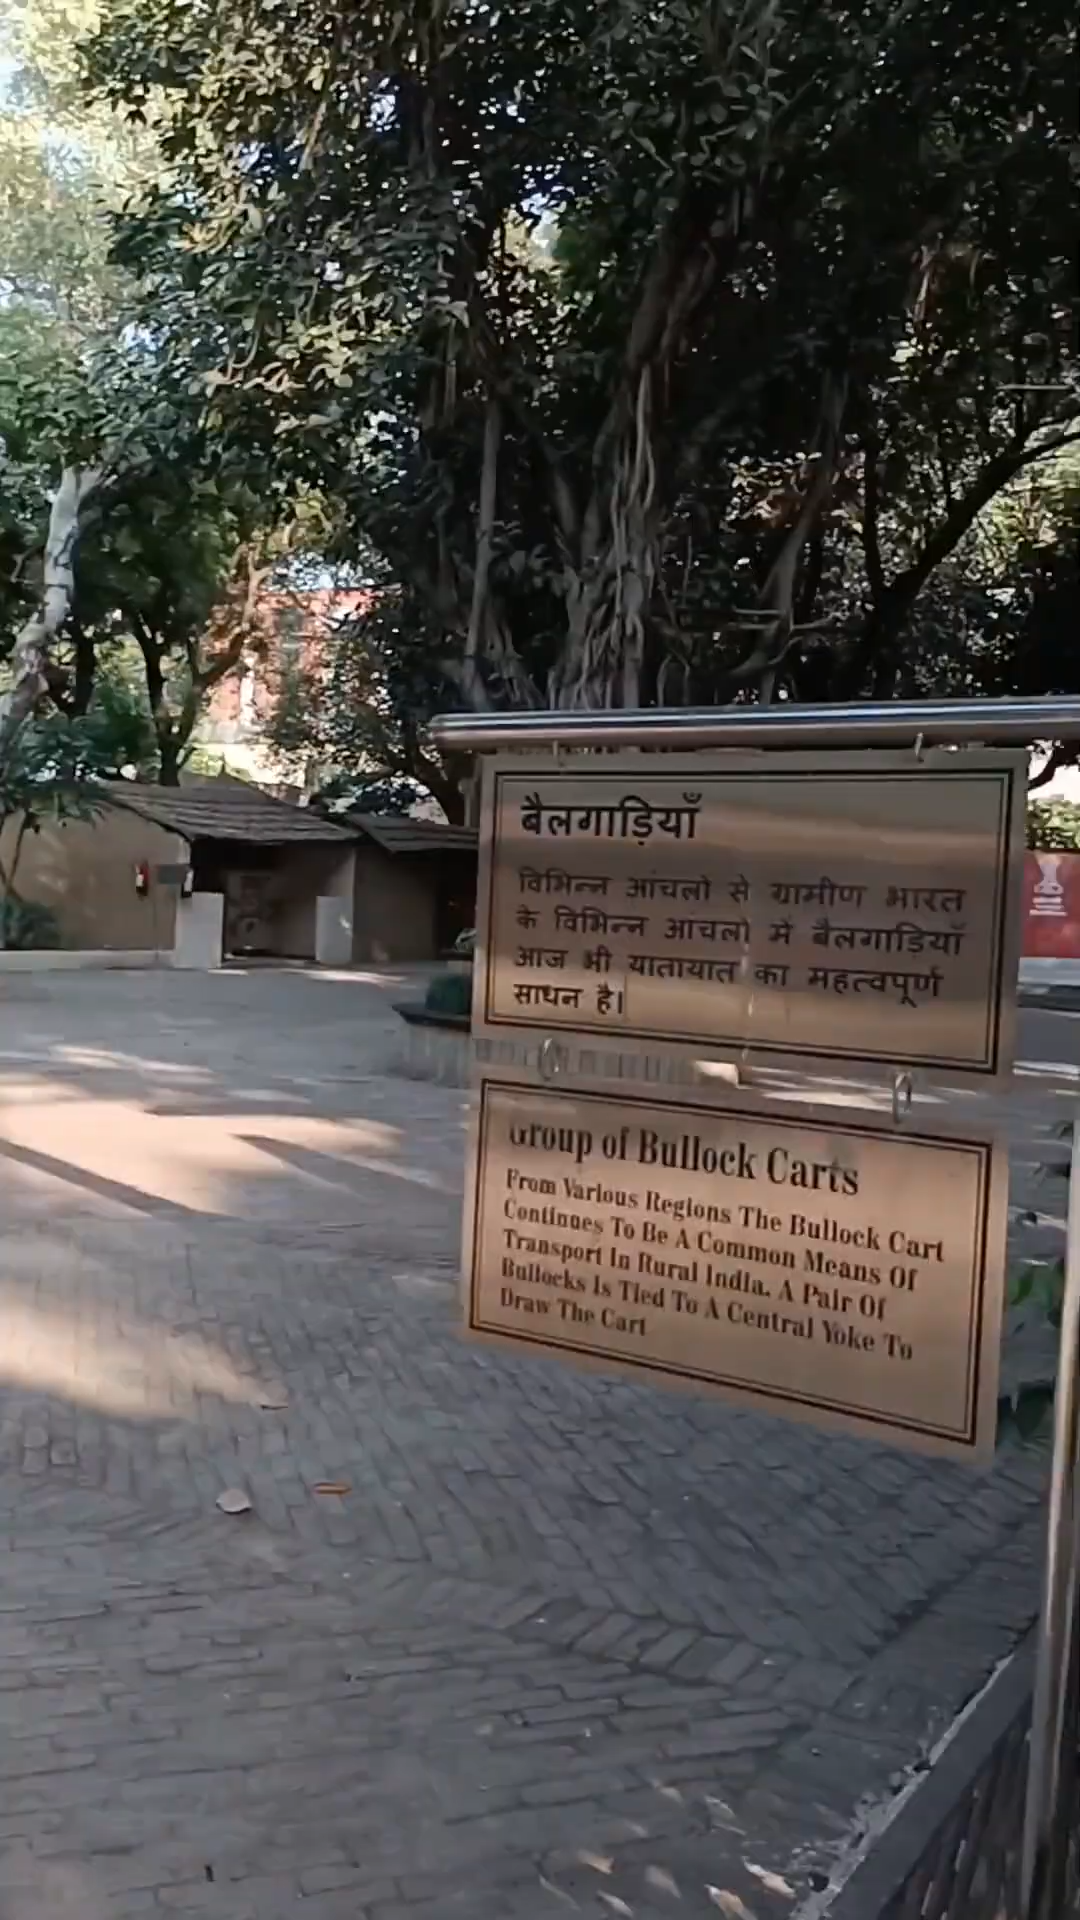 बैलगाड़ियाँ
विभिन्न आंचलो से ग्रामीण भारत
के विभिन्न आंचलो में बैलगाड़ियाँ
आज भी यातायात का महत्वपूर्ण
साधन है।
Group of Bullock Carts
From Various Regions The Bullock Cart
Continues To Be A Common Means Of
Transport In Rural India. A Pair Of
Bullocks Is Tied To A Central Yoke To
Draw The Cart